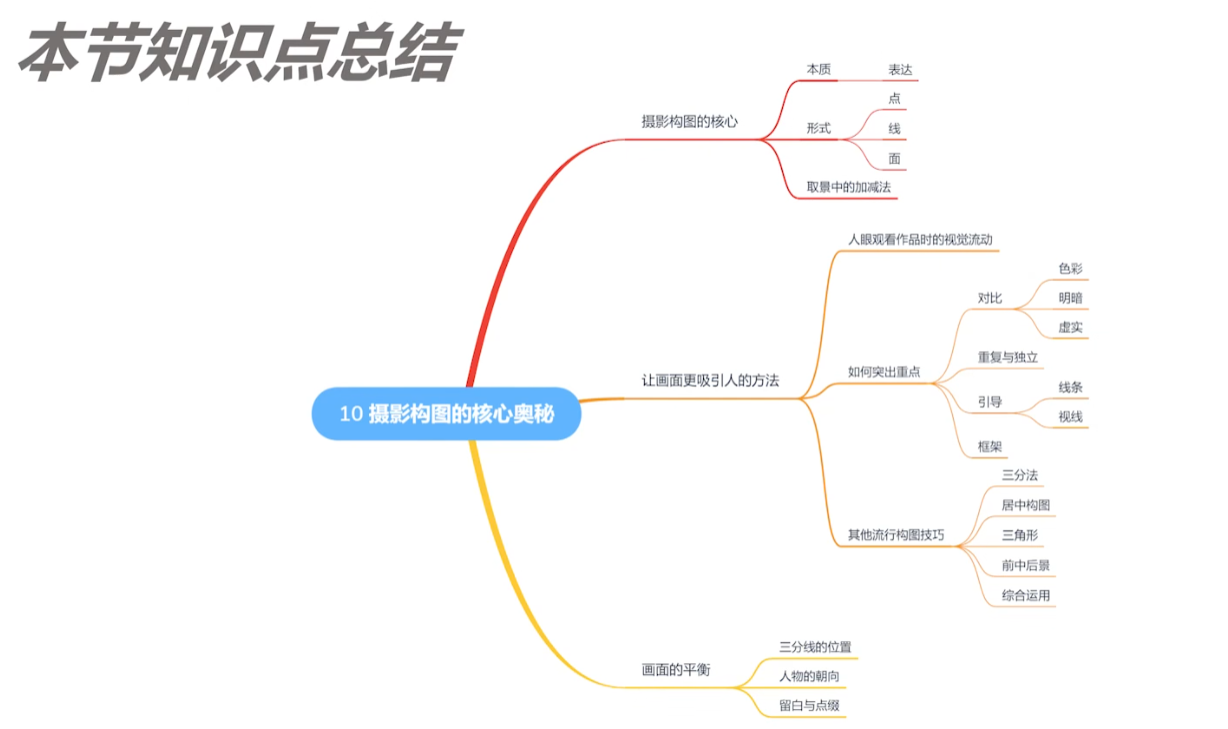 本节知识点总结
10 摄影构图的核心奥秘
摄影构图的核心
本质
表达
形式
点
线
面
取景中的加减法
让画面更吸引人的方法
人眼观看作品时的视觉流动
如何突出重点
对比
色彩
明暗
虚实
重复与独立
引导
线条
视线
框架
其他流行构图技巧
三分法
居中构图
三角形
前中后景
综合运用
画面的平衡
三分线的位置
人物的朝向
留白与点缀